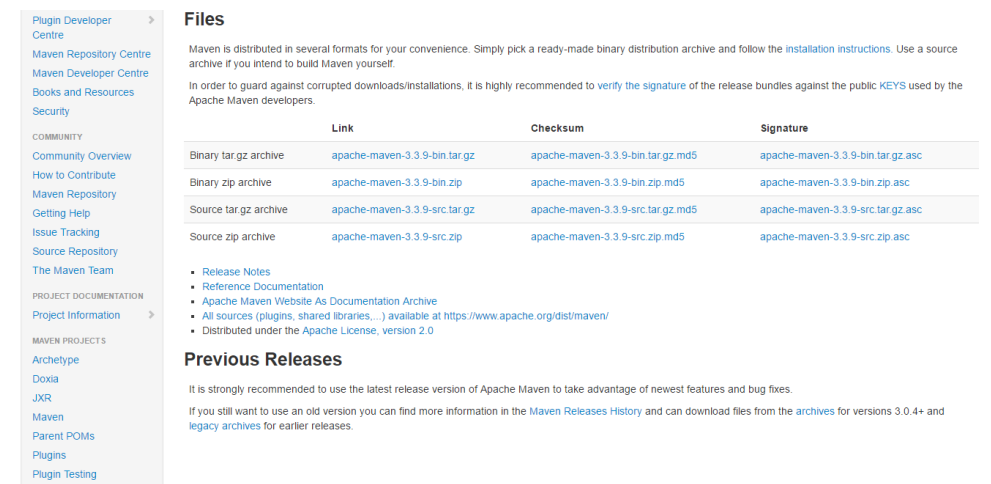 Plugin Developer
Centre
Maven Repository Centre
Maven Developer Centre
Books and Resources
Security
COMMUNITY
Community Overview
How to Contribute
Maven Repository
Getting Help
Issue Tracking
Source Repository
The Maven Team
PROJECT DOCUMENTATION
Project Information
MAVEN PROJECTS
Archetype
Doxia
JXR
Maven
Parent POMs
Plugins
Plugin Testing
Files
Maven is distributed in several formats for your convenience. Simply pick a ready-made binary distribution archive and follow the installation instructions. Use a source
archive if you intend to build Maven yourself.
In order to guard against corrupted downloads/installations, it is highly recommended to verify the signature of the release bundles against the public KEYS used by the
Apache Maven developers.
Link Checksum Signature
Binary tar.gz archive apache-maven-3.3.9-bin.tar.gz apache-maven-3.3.9-bin.tar.gz.md5 apache-maven-3.3.9-bin.tar.gz.asc
Binary zip archive apache-maven-3.3.9-bin.zip apache-maven-3.3.9-bin.zip.md5 apache-maven-3.3.9-bin.zip.asc
Source tar.gz archive apache-maven-3.3.9-src.tar.gz apache-maven-3.3.9-src.tar.gz.md5 apache-maven-3.3.9-src.tar.gz.asc
Source zip archive apache-maven-3.3.9-src.zip apache-maven-3.3.9-src.zip.md5 apache-maven-3.3.9-src.zip.asc
Release Notes
Reference Documentation
Apache Maven Website As Documentation Archive
All sources (plugins, shared libraries,...) available at https://www.apache.org/dist/maven/
Distributed under the Apache License, version 2.0
Previous Releases
It is strongly recommended to use the latest release version of Apache Maven to take advantage of newest features and bug fixes.
If you still want to use an old version you can find more information in the Maven Releases History and can download files from the archives for versions 3.0.4+ and
legacy archives for earlier releases.